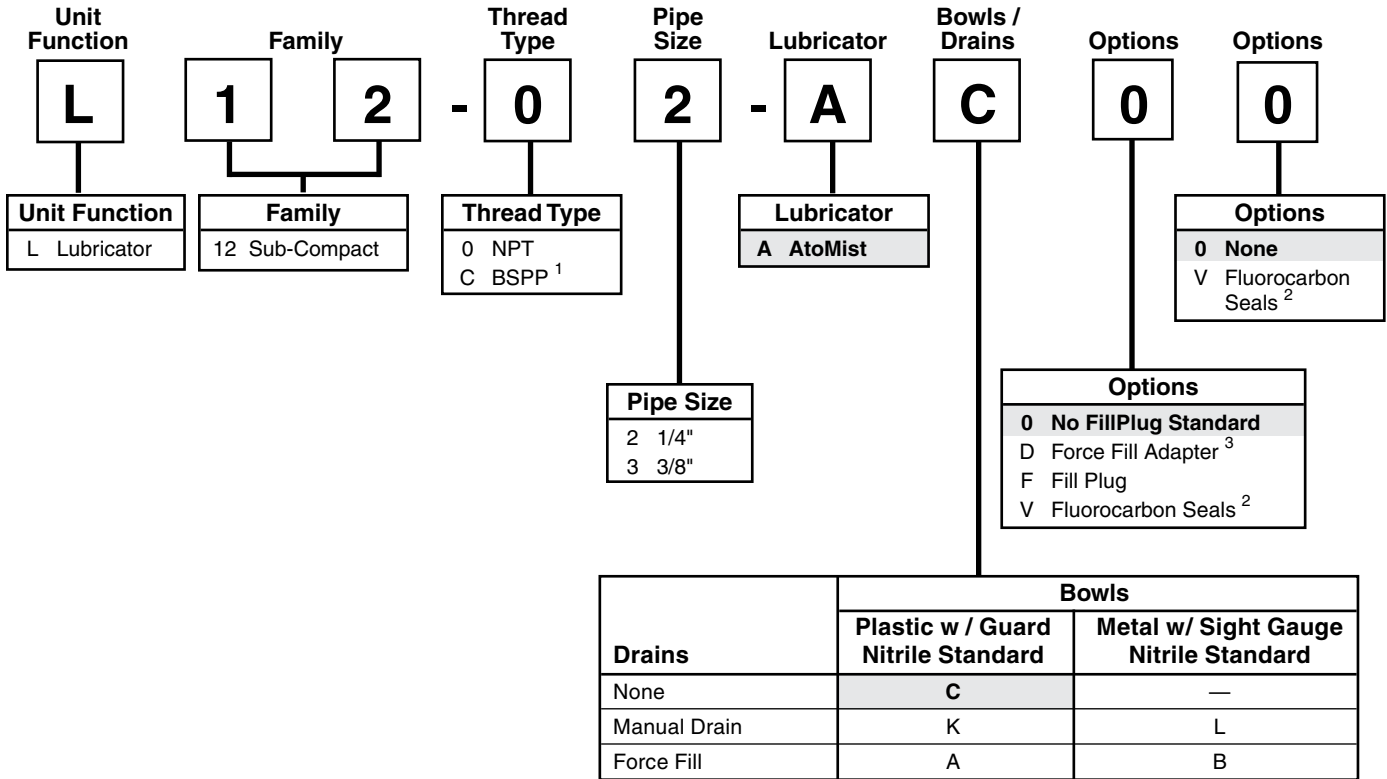 Unit Function
Family
Thread Type
Pipe Size
Lubricator
Bowls / Drains
Options
Options
L 1 2 - 0 2 - A C 0 0
Unit Function
L Lubricator
Family
12 Sub-Compact
Thread Type
0 NPT
C BSPP 1
Lubricator
A AtoMist
Options
0 None
V Fluorocarbon
Seals 2
Pipe Size
2 1/4"
3 3/8"
Options
0 No FillPlug Standard
D Force Fill Adapter 3
F Fill Plug
V Fluorocarbon Seals 2
Bowls
Drains
Plastic w / Guard
Nitrile Standard
Metal w/ Sight Gauge
Nitrile Standard
None C —
Manual Drain K L
Force Fill A B